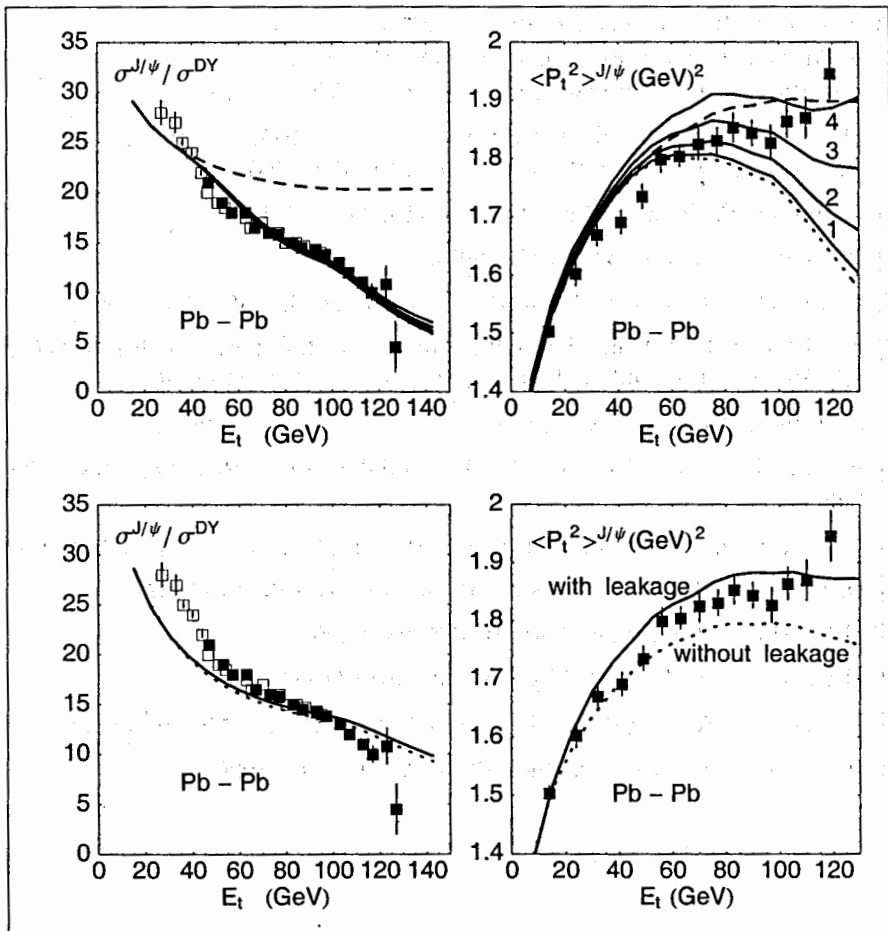 35
30
25
20
15
10
5
0
σ^{J/ψ} / σ^{DY}
Pb – Pb
0 20 40 60 80 100 120 140
E_t (GeV)
2
1.9
1.8
1.7
1.6
1.5
1.4
<P_t^2>^{J/ψ} (GeV)^2
4
3
2
1
Pb – Pb
0 20 40 60 80 100 120
E_t (GeV)
35
30
25
20
15
10
5
0
σ^{J/ψ} / σ^{DY}
Pb – Pb
0 20 40 60 80 100 120 140
E_t (GeV)
2
1.9
1.8
1.7
1.6
1.5
1.4
<P_t^2>^{J/ψ} (GeV)^2
with leakage
without leakage
Pb – Pb
0 20 40 60 80 100 120
E_t (GeV)